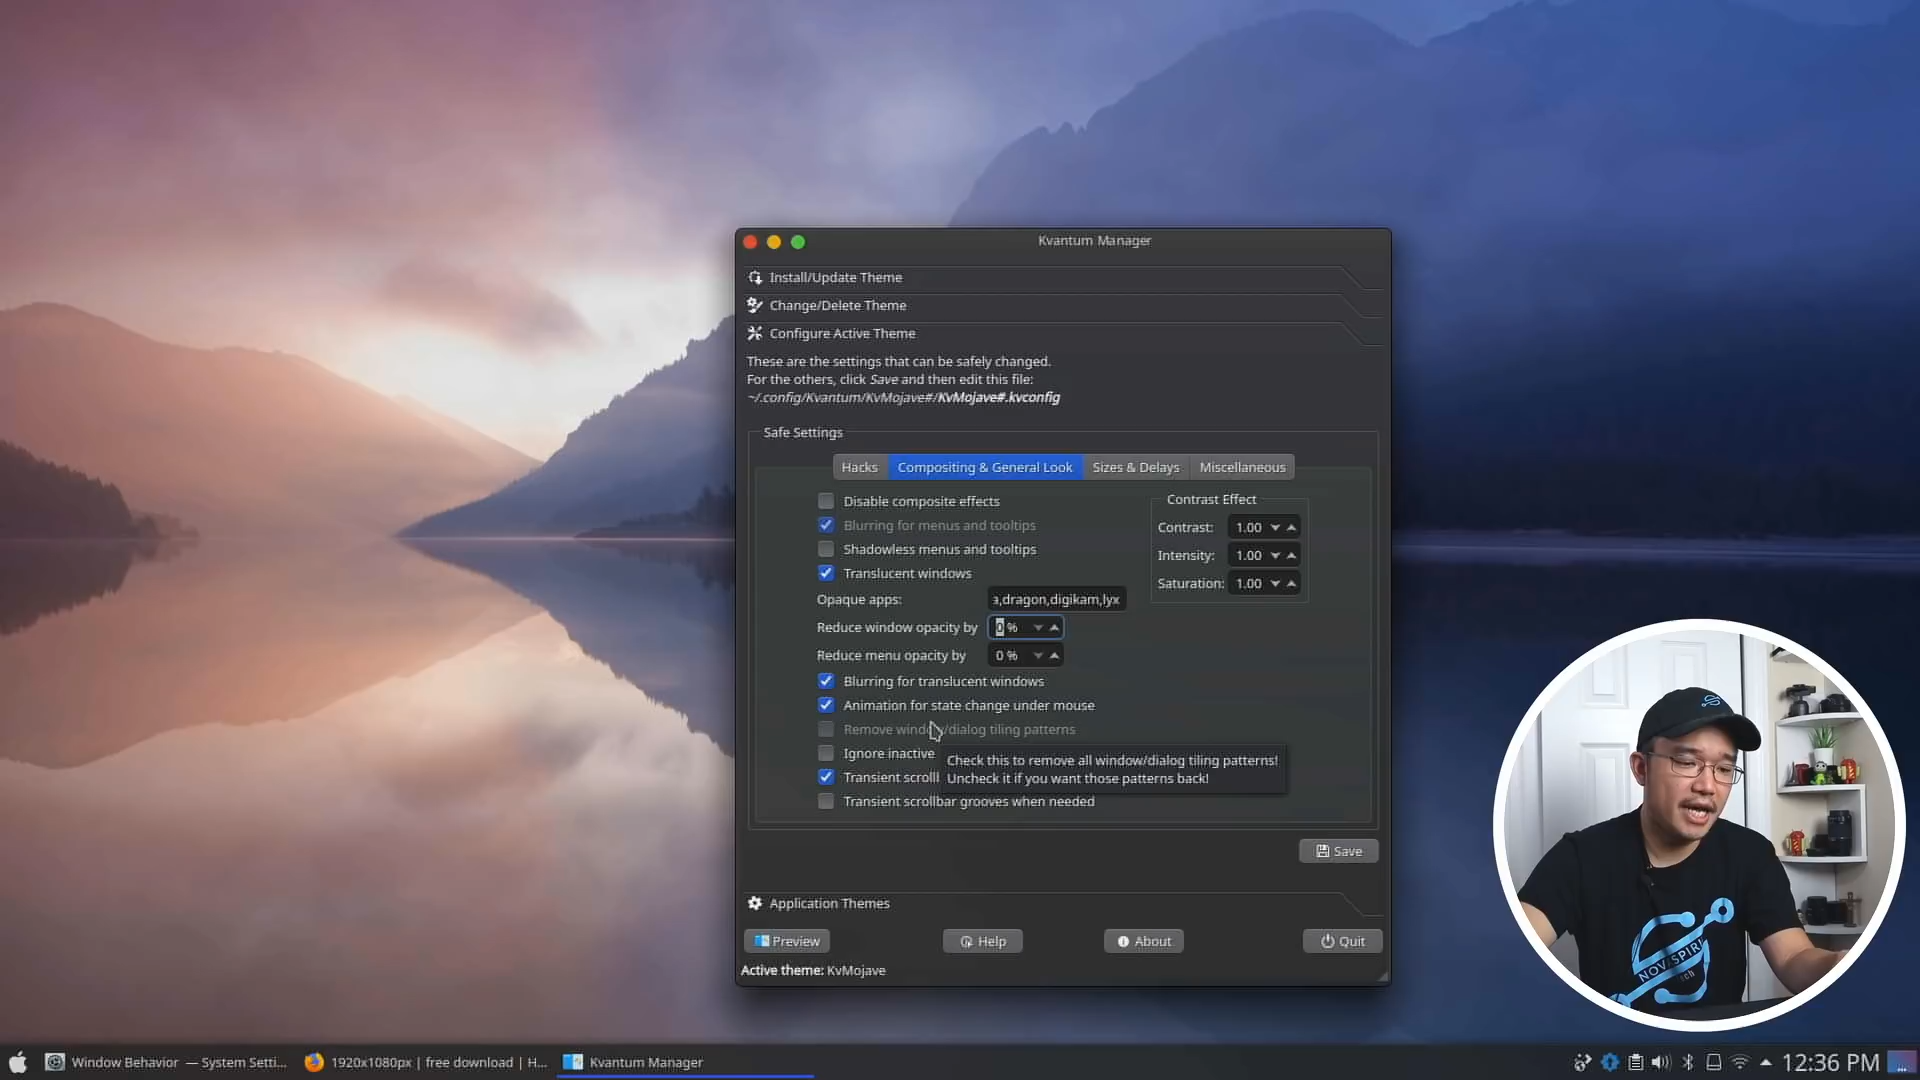 Kvantum Manager
Install/Update Theme
Change/Delete Theme
Configure Active Theme
These are the settings that can be safely changed.
For the others, click Save and then edit this file:
~/.config/Kvantum/KvMojave#/KvMojave#.kvconfig
Safe Settings
Hacks Compositing & General Look Sizes & Delays Miscellaneous
Disable composite effects
Blurring for menus and tooltips
Shadowless menus and tooltips
Translucent windows
Opaque apps: a,dragon,digikam,lyx
Reduce window opacity by 0 %
Reduce menu opacity by 0 %
Blurring for translucent windows
Animation for state change under mouse
Remove window/dialog tiling patterns
Ignore inactive
Transient scroll
Transient scrollbar grooves when needed
Contrast Effect
Contrast: 1.00
Intensity: 1.00
Saturation: 1.00
Check this to remove all window/dialog tiling patterns!
Uncheck it if you want those patterns back!
Save
Application Themes
Preview Help About Quit
Active theme: KvMojave
NOVASPIRI
ch
Window Behavior — System Setti... 1920x1080px | free download | H... Kvantum Manager 12:36 PM